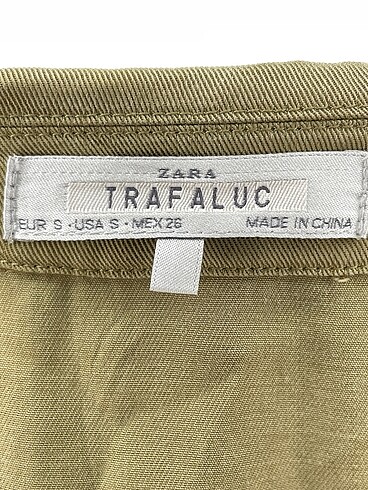 ZARA
TRAFALUC
EUR S · USA S · MEX 26 MADE IN CHINA